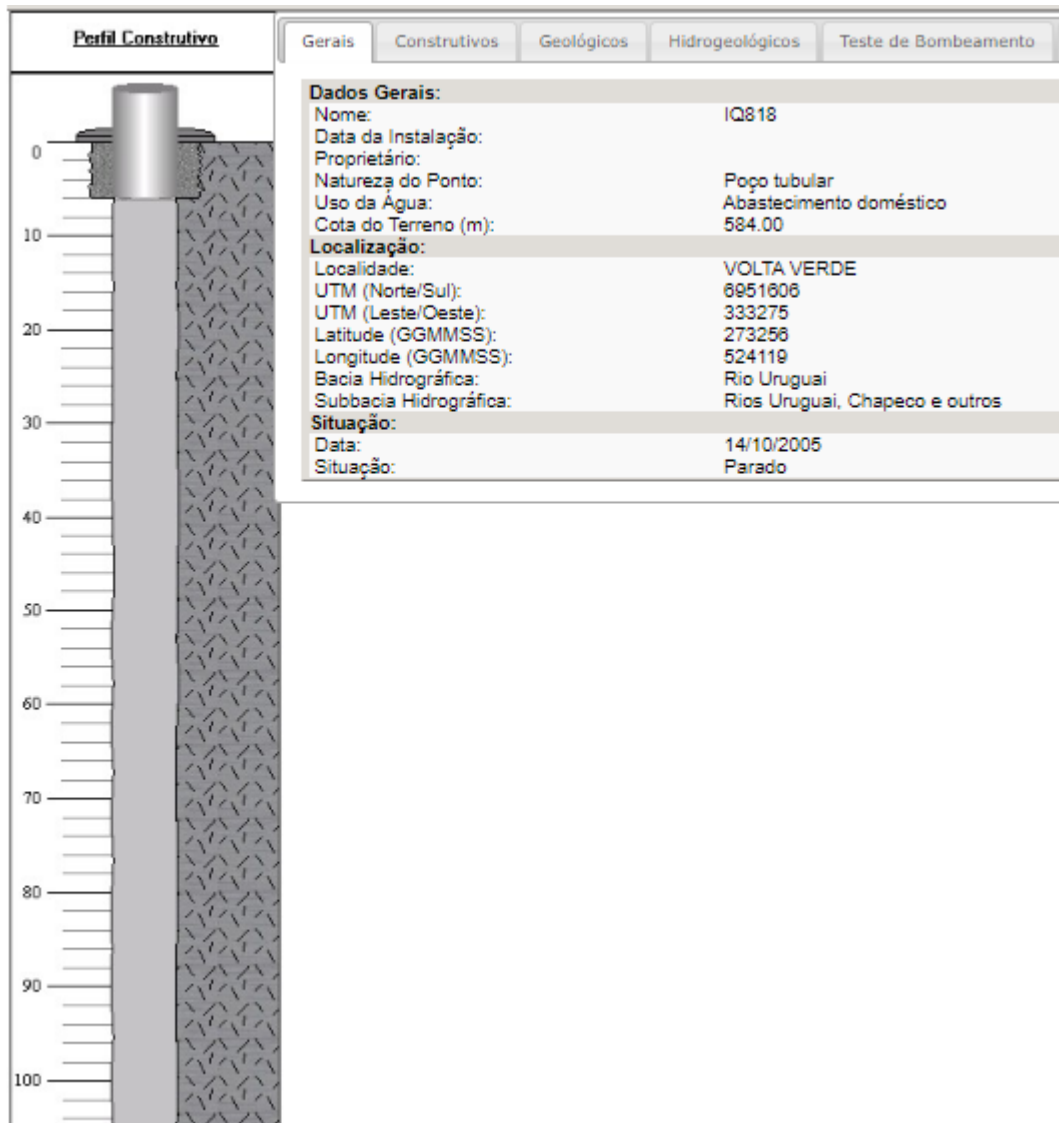 Perfil Construtivo
Gerais Construtivos Geológicos Hidrogeológicos Teste de Bombeamento
Dados Gerais:
Nome: IQ818
Data da Instalação:
Proprietário:
Natureza do Ponto: Poço tubular
Uso da Água: Abastecimento doméstico
Cota do Terreno (m): 584.00
Localização:
Localidade: VOLTA VERDE
UTM (Norte/Sul): 6951606
UTM (Leste/Oeste): 333275
Latitude (GGMMSS): 273256
Longitude (GGMMSS): 524119
Bacia Hidrográfica: Rio Uruguai
Subbacia Hidrográfica: Rios Uruguai, Chapeco e outros
Situação:
Data: 14/10/2005
Situação: Parado
0
10
20
30
40
50
60
70
80
90
100